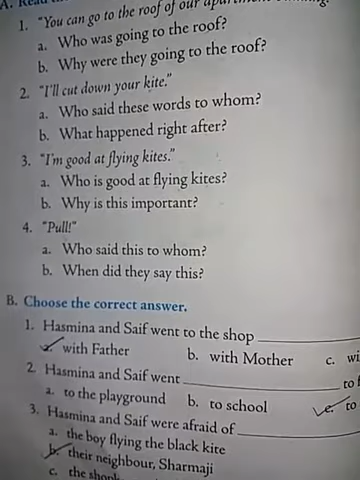 A. Read
1. "You can go to the roof of our
a. Who was going to the roof?
b. Why were they going to the roof?
2. "I'll cut down your kite."
a. Who said these words to whom?
b. What happened right after?
3. "I'm good at flying kites."
a. Who is good at flying kites?
b. Why is this important?
4. "Pull!"
a. Who said this to whom?
b. When did they say this?
B. Choose the correct answer.
1. Hasmina and Saif went to the shop
a. with Father b. with Mother c.
2. Hasmina and Saif went to
a. to the playground b. to school c. to
3. Hasmina and Saif were afraid of
a. the boy flying the black kite
b. their neighbour, Sharmaji
c. the